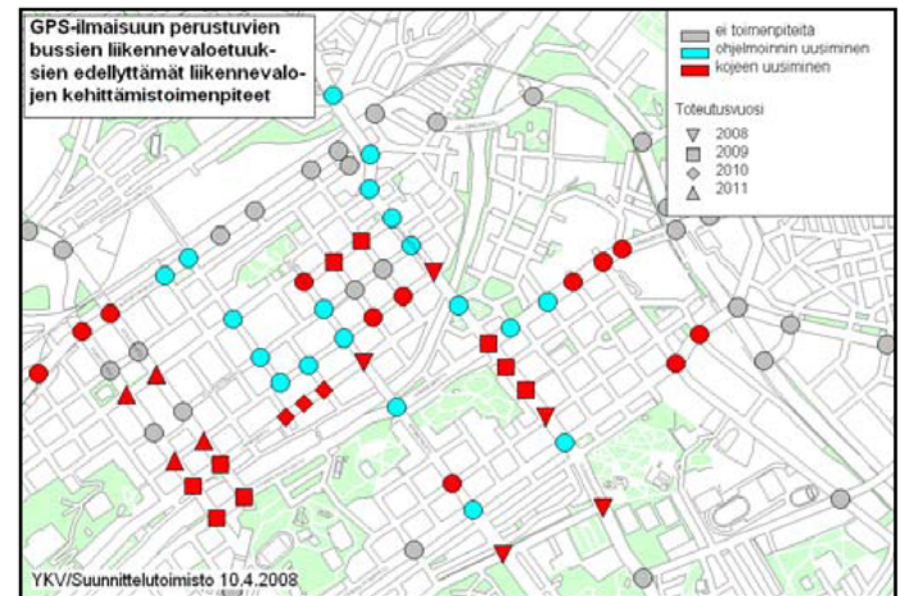 GPS-ilmaisuun perustuvien
bussien liikennevaloetuuk-
sien edellyttämät liikennevalo-
jen kehittämistoimenpiteet
ei toimenpiteitä
ohjelmoinnin uusiminen
kojeen uusiminen
Toteutusvuosi
2008
2009
2010
2011
YKV/Suunnittelutoimisto 10.4.2008